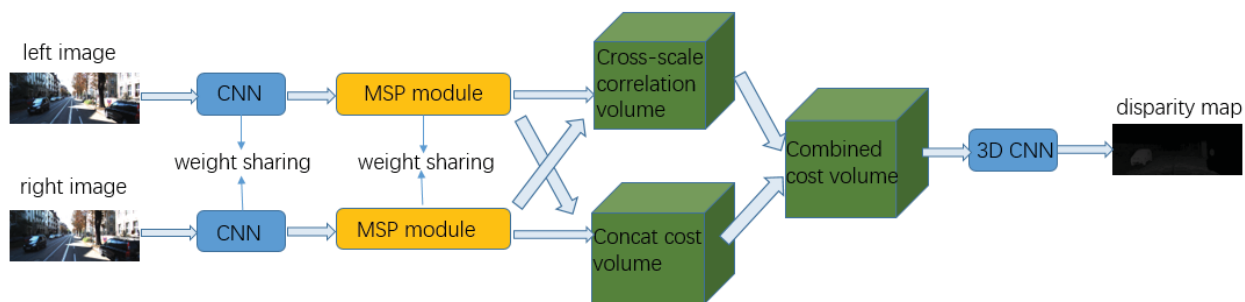 left image
CNN
MSP module
Cross-scale
correlation
volume
weight sharing
weight sharing
right image
CNN
MSP module
Concat cost
volume
Combined
cost volume
3D CNN
disparity map